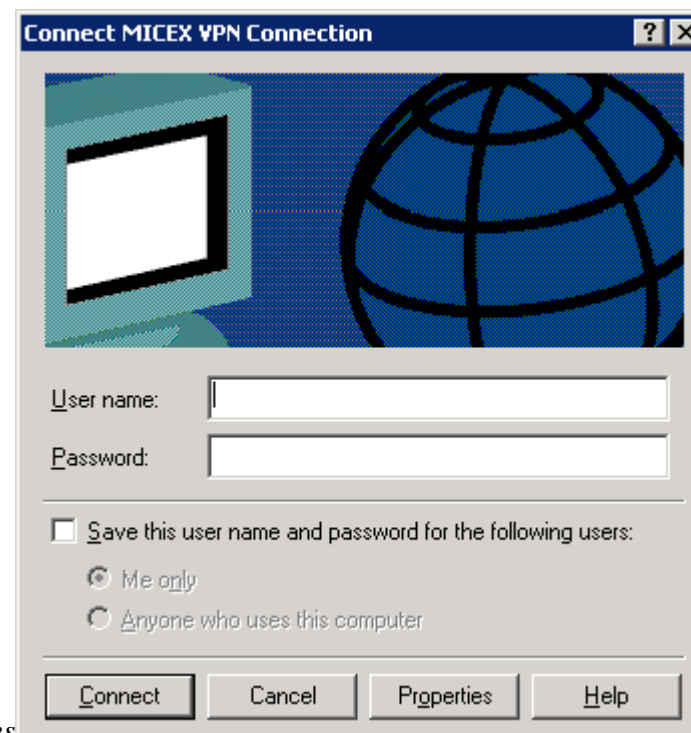 Connect MICEX VPN Connection
User name:
Password:
Save this user name and password for the following users:
Me only
Anyone who uses this computer
Connect Cancel Properties Help